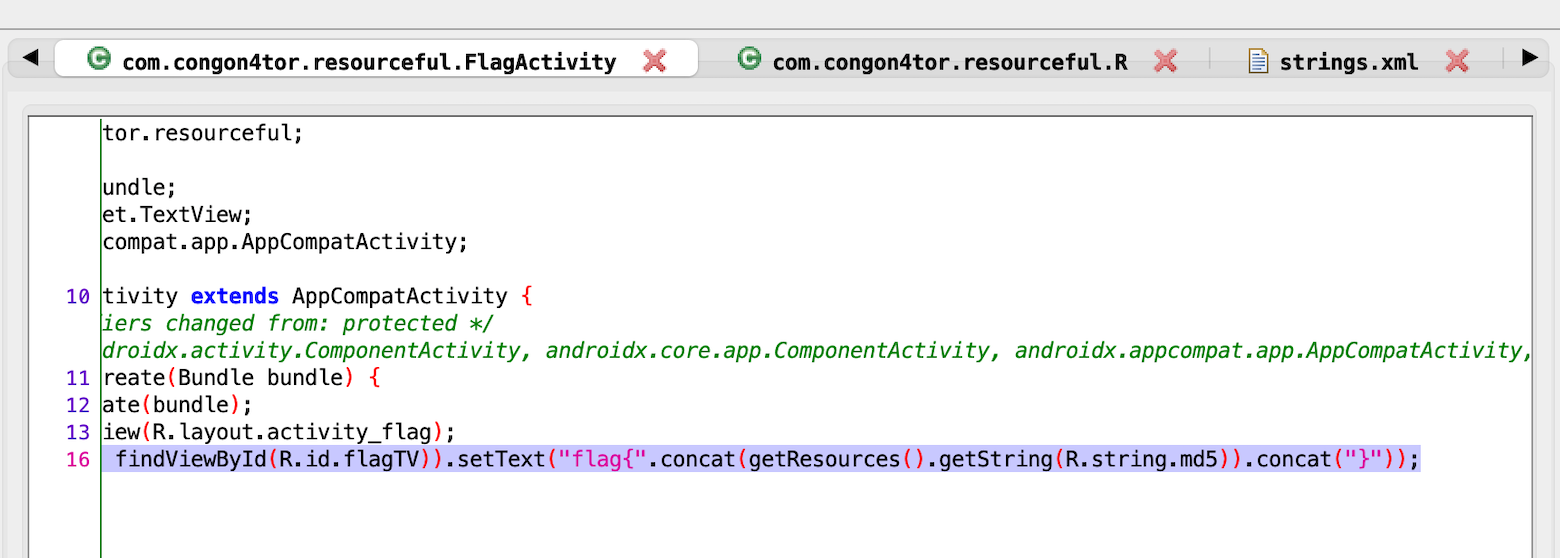 com.congon4tor.resourceful.FlagActivity com.congon4tor.resourceful.R strings.xml
tor.resourceful;
undle;
et.TextView;
compat.app.AppCompatActivity;
10 tivity extends AppCompatActivity {
iers changed from: protected */
droidx.activity.ComponentActivity, androidx.core.app.ComponentActivity, androidx.appcompat.app.AppCompatActivity,
11 reate(Bundle bundle) {
12 ate(bundle);
13 iew(R.layout.activity_flag);
16 findViewById(R.id.flagTV)).setText("flag{".concat(getResources().getString(R.string.md5)).concat("}"));